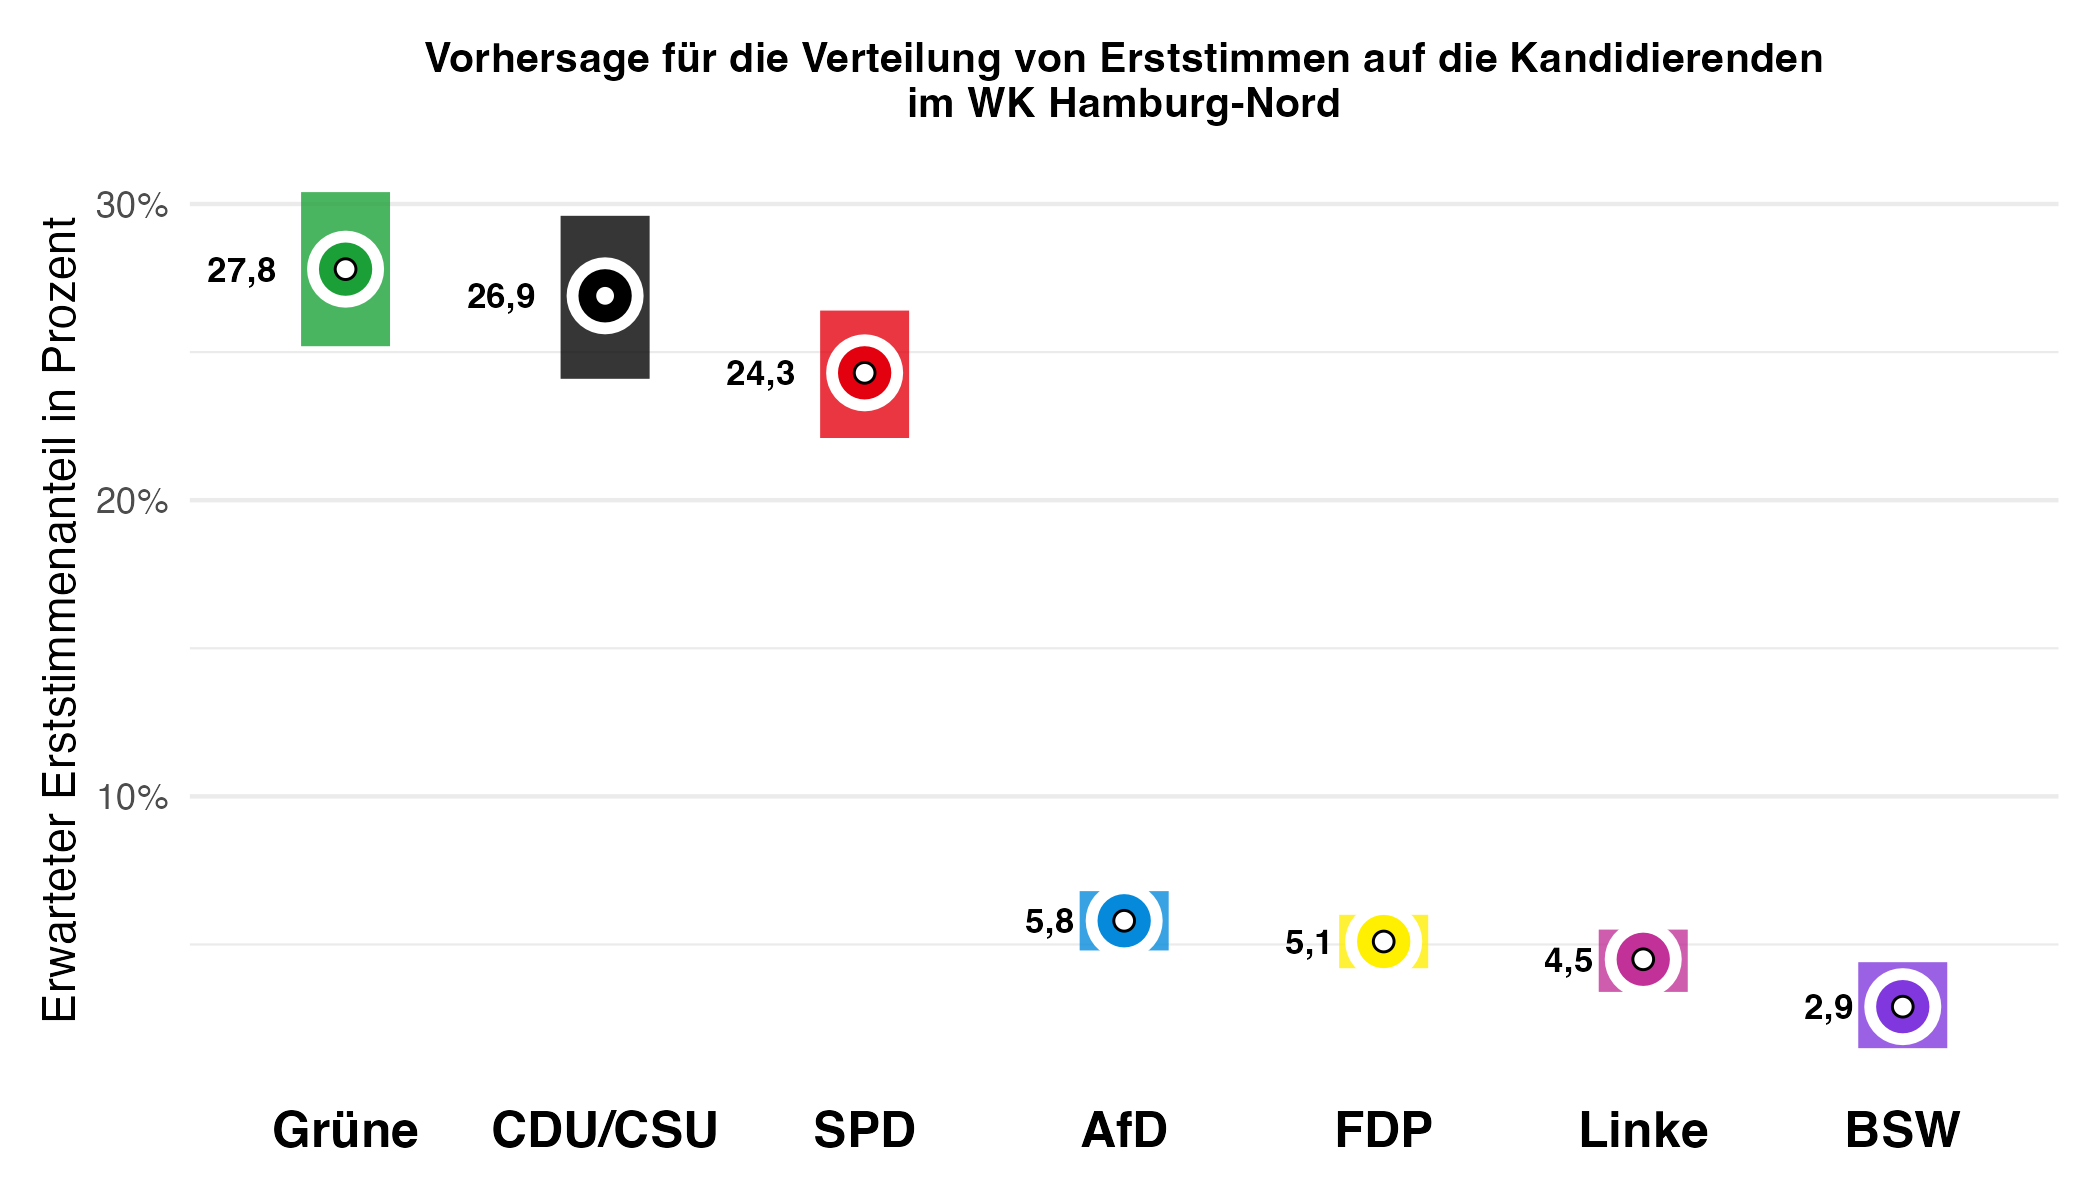 Vorhersage für die Verteilung von Erststimmen auf die Kandidierenden
im WK Hamburg-Nord
Erwarteter Erststimmenanteil in Prozent
30%
20%
10%
27,8
26,9
24,3
5,8
5,1
4,5
2,9
Grüne
CDU/CSU
SPD
AfD
FDP
Linke
BSW